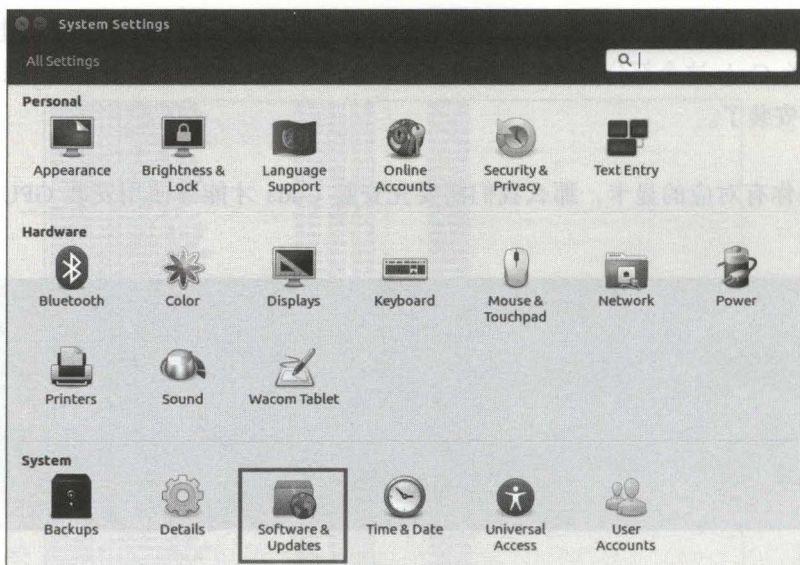 System Settings
All Settings
Personal
Appearance
Brightness & Lock
Language Support
Online Accounts
Security & Privacy
Text Entry
Hardware
Bluetooth
Color
Displays
Keyboard
Mouse & Touchpad
Network
Power
Printers
Sound
Wacom Tablet
System
Backups
Details
Software & Updates
Time & Date
Universal Access
User Accounts